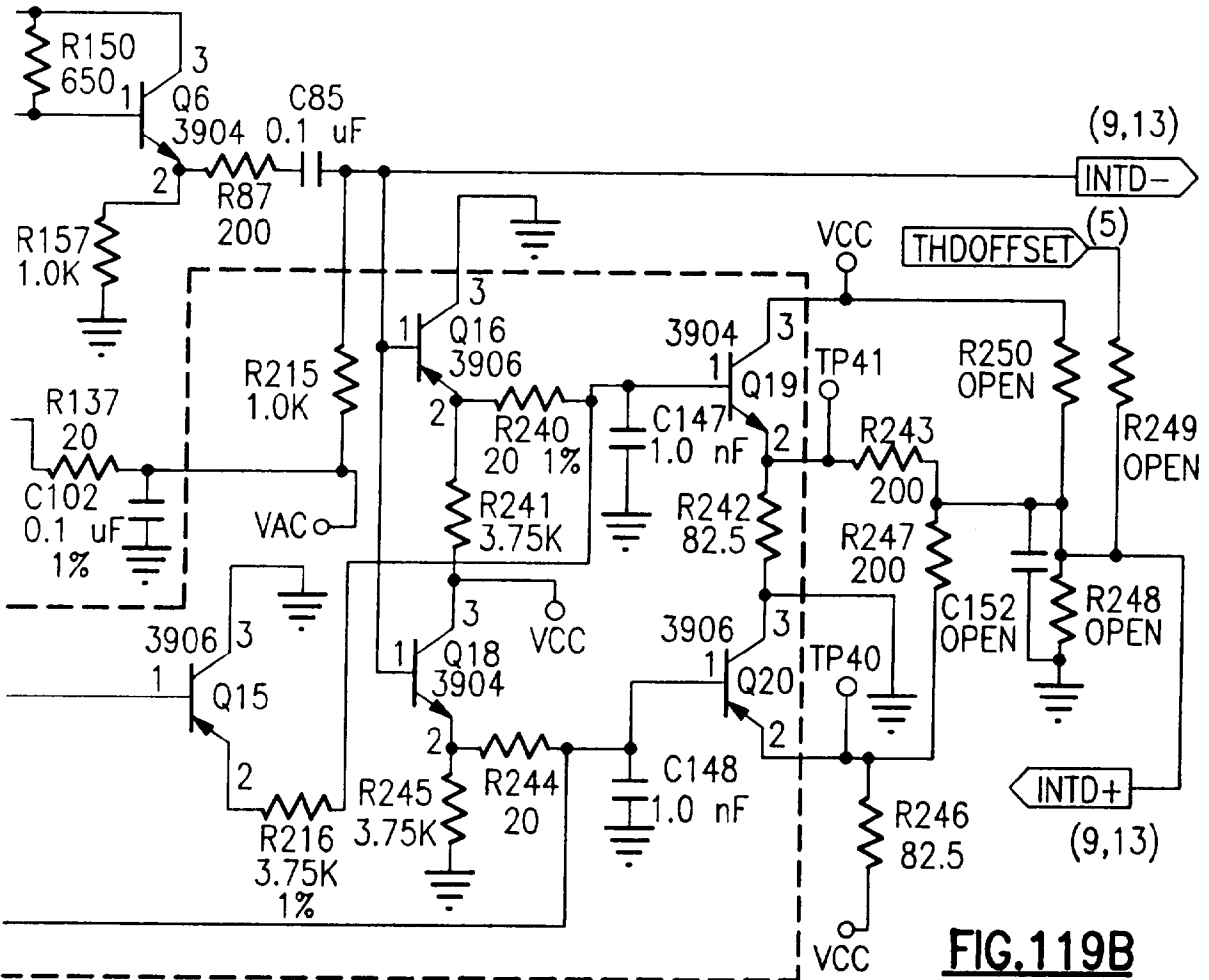 R150
650
3
1
Q6
3904
2
C85
0.1 uF
R87
200
(9,13)
INTD-
R157
1.0K
(5)
THDOFFSET
VCC
3
1
Q16
3906
2
3904
3
1
Q19
2
TP41
R250
OPEN
R249
OPEN
R215
1.0K
R137
20
C102
0.1 uF
1%
VAC
R240
20 1%
C147
1.0 nF
R243
200
R241
3.75K
R242
82.5
R247
200
C152
OPEN
R248
OPEN
VCC
3906
3
1
Q15
2
3
1
Q18
3904
2
3906
3
1
Q20
2
TP40
R216
3.75K
1%
R245
3.75K
R244
20
C148
1.0 nF
R246
82.5
INTD+
(9,13)
VCC
FIG.119B